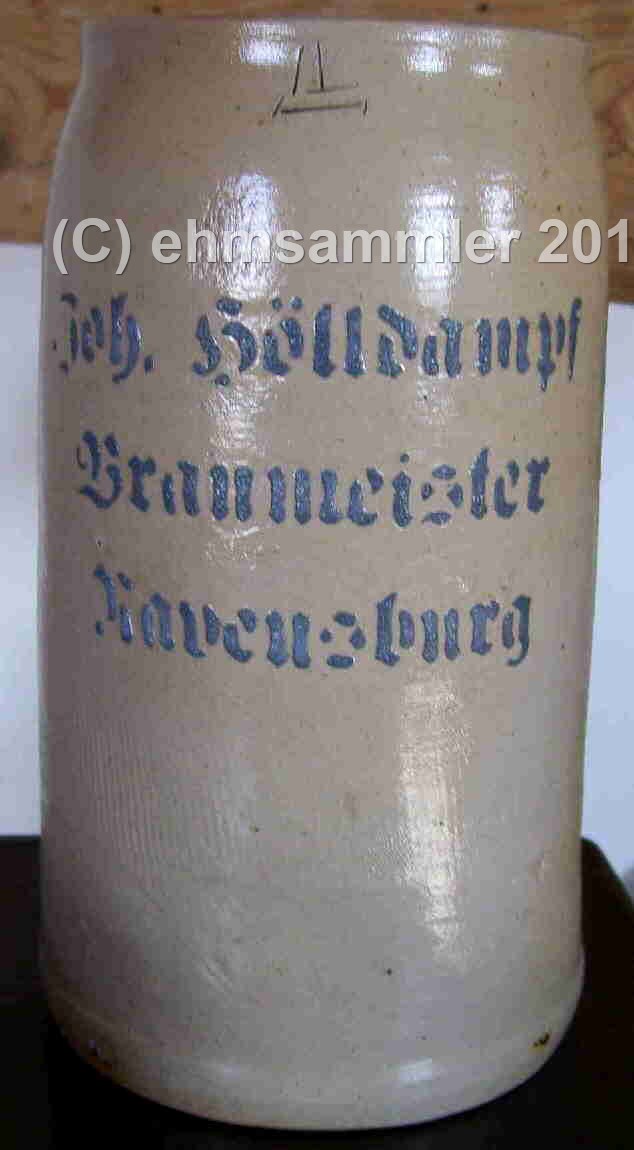 1
(C) ehmsammler 201
Joh. Hölldampf
Braumeister
Ravensburg